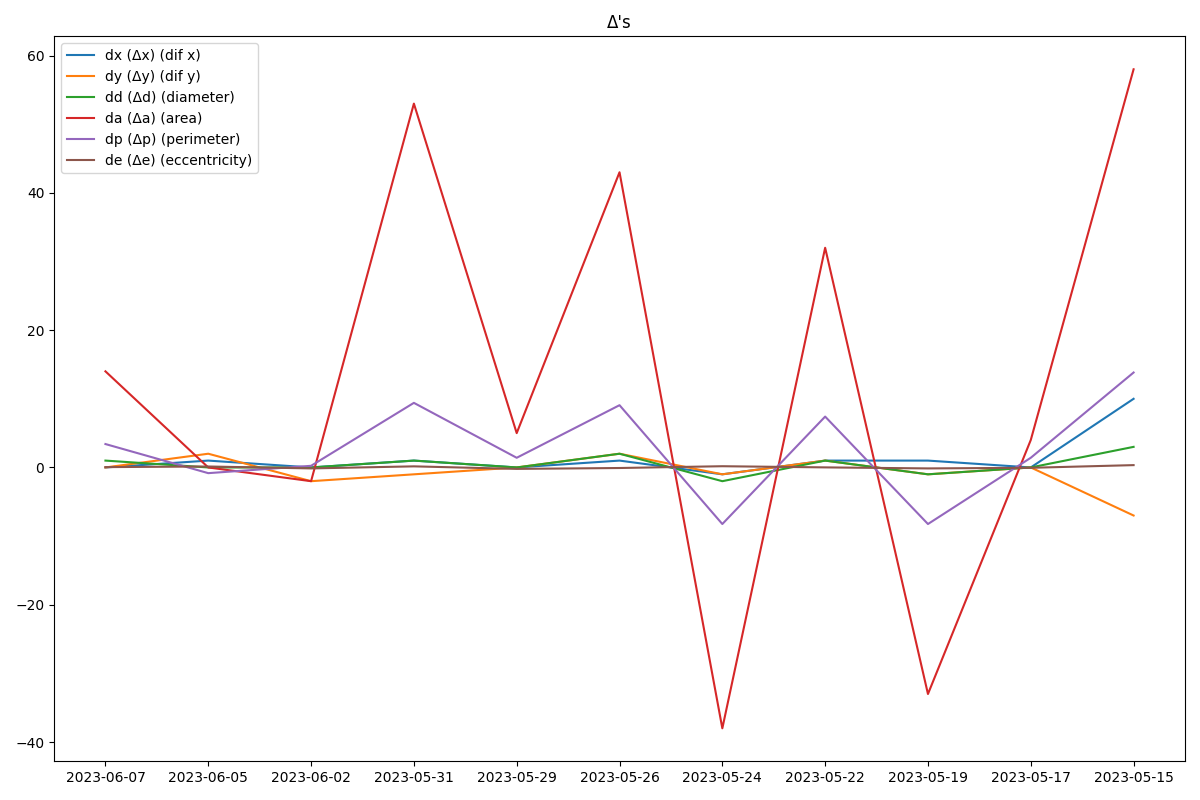 Δ's
dx (Δx) (dif x)
dy (Δy) (dif y)
dd (Δd) (diameter)
da (Δa) (area)
dp (Δp) (perimeter)
de (Δe) (eccentricity)
60
40
20
0
−20
−40
2023-06-07 2023-06-05 2023-06-02 2023-05-31 2023-05-29 2023-05-26 2023-05-24 2023-05-22 2023-05-19 2023-05-17 2023-05-15